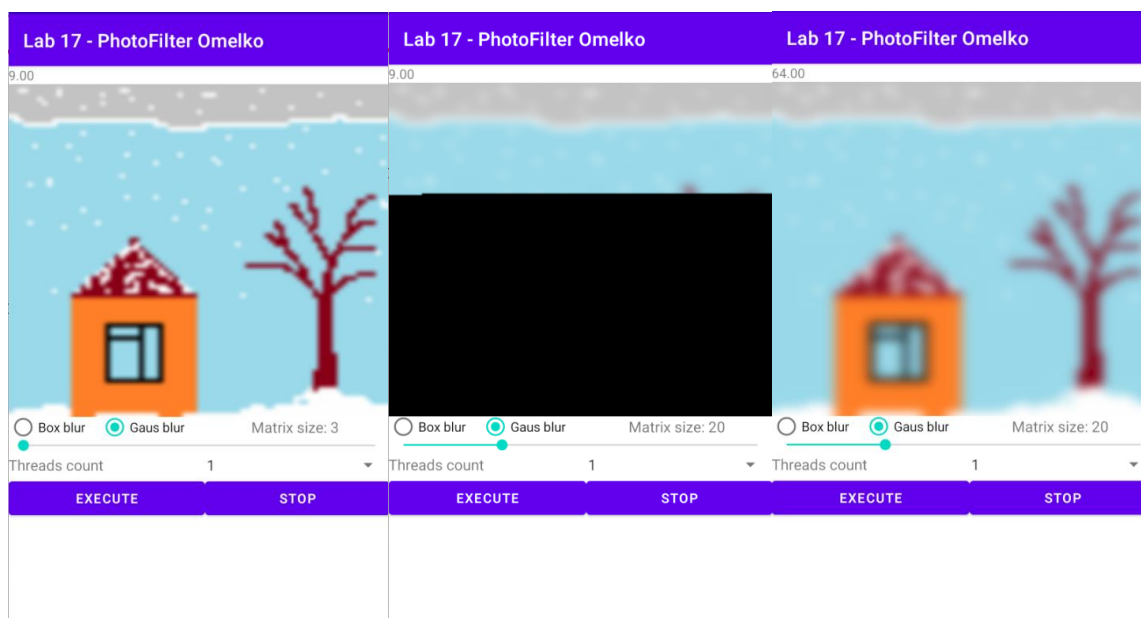 Lab 17 - PhotoFilter Omelko
9.00
Box blur Gaus blur Matrix size: 3
Threads count 1
EXECUTE STOP
Lab 17 - PhotoFilter Omelko
9.00
Box blur Gaus blur Matrix size: 20
Threads count 1
EXECUTE STOP
Lab 17 - PhotoFilter Omelko
64.00
Box blur Gaus blur Matrix size: 20
Threads count 1
EXECUTE STOP